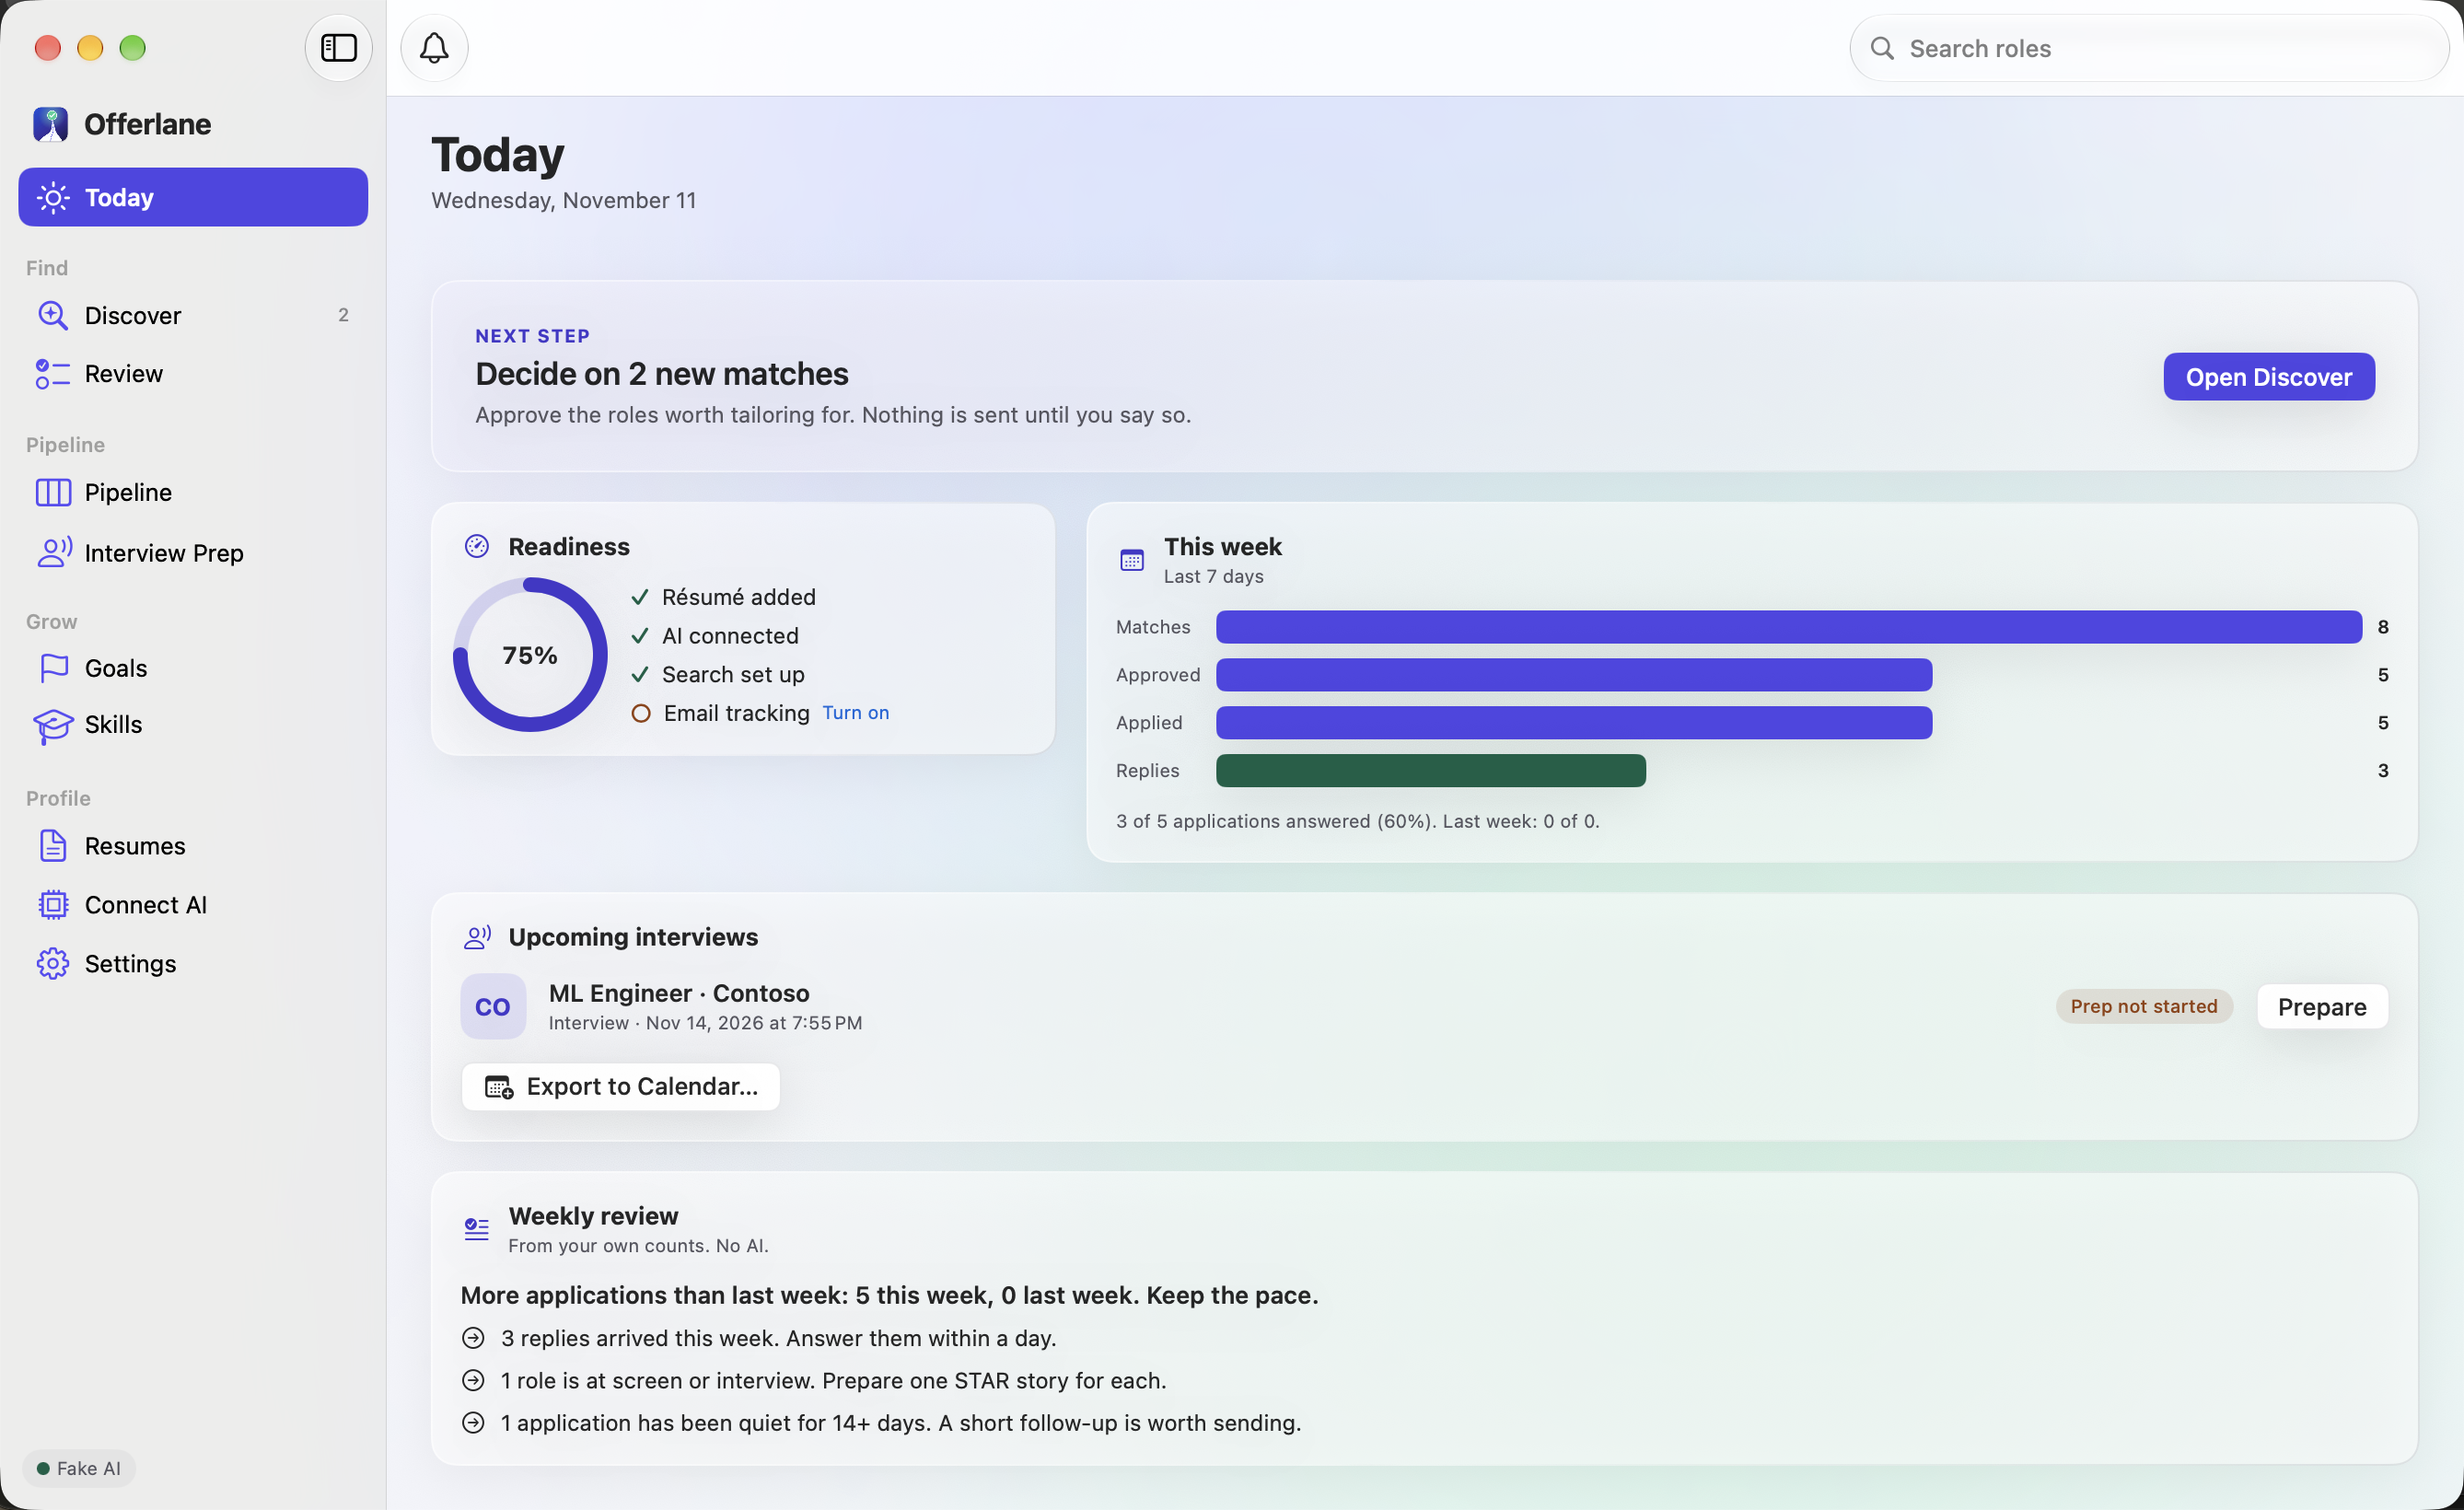 Search roles
Offerlane
Today
Find
Discover 2
Review
Pipeline
Pipeline
Interview Prep
Grow
Goals
Skills
Profile
Resumes
Connect AI
Settings
Fake AI
Today
Wednesday, November 11
NEXT STEP
Decide on 2 new matches
Approve the roles worth tailoring for. Nothing is sent until you say so.
Open Discover
Readiness
75%
Résumé added
AI connected
Search set up
Email tracking Turn on
This week
Last 7 days
Matches 8
Approved 5
Applied 5
Replies 3
3 of 5 applications answered (60%). Last week: 0 of 0.
Upcoming interviews
CO
ML Engineer · Contoso
Interview · Nov 14, 2026 at 7:55 PM
Prep not started
Prepare
Export to Calendar...
Weekly review
From your own counts. No AI.
More applications than last week: 5 this week, 0 last week. Keep the pace.
3 replies arrived this week. Answer them within a day.
1 role is at screen or interview. Prepare one STAR story for each.
1 application has been quiet for 14+ days. A short follow-up is worth sending.